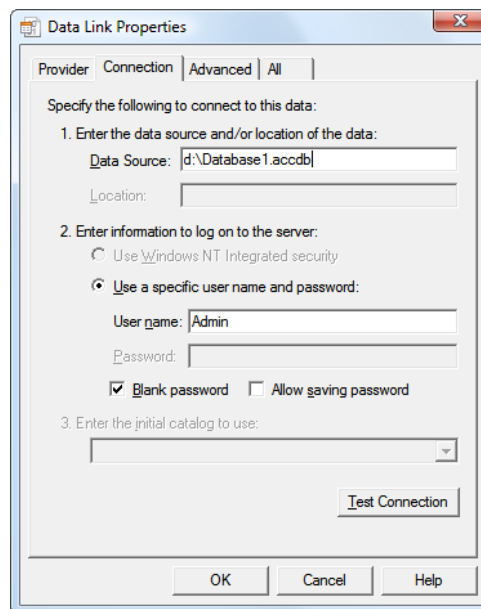 Data Link Properties
Provider Connection Advanced All
Specify the following to connect to this data:
1. Enter the data source and/or location of the data:
Data Source: d:\Database1.accdb
Location:
2. Enter information to log on to the server:
Use Windows NT Integrated security
Use a specific user name and password:
User name: Admin
Password:
Blank password Allow saving password
3. Enter the initial catalog to use:
Test Connection
OK Cancel Help